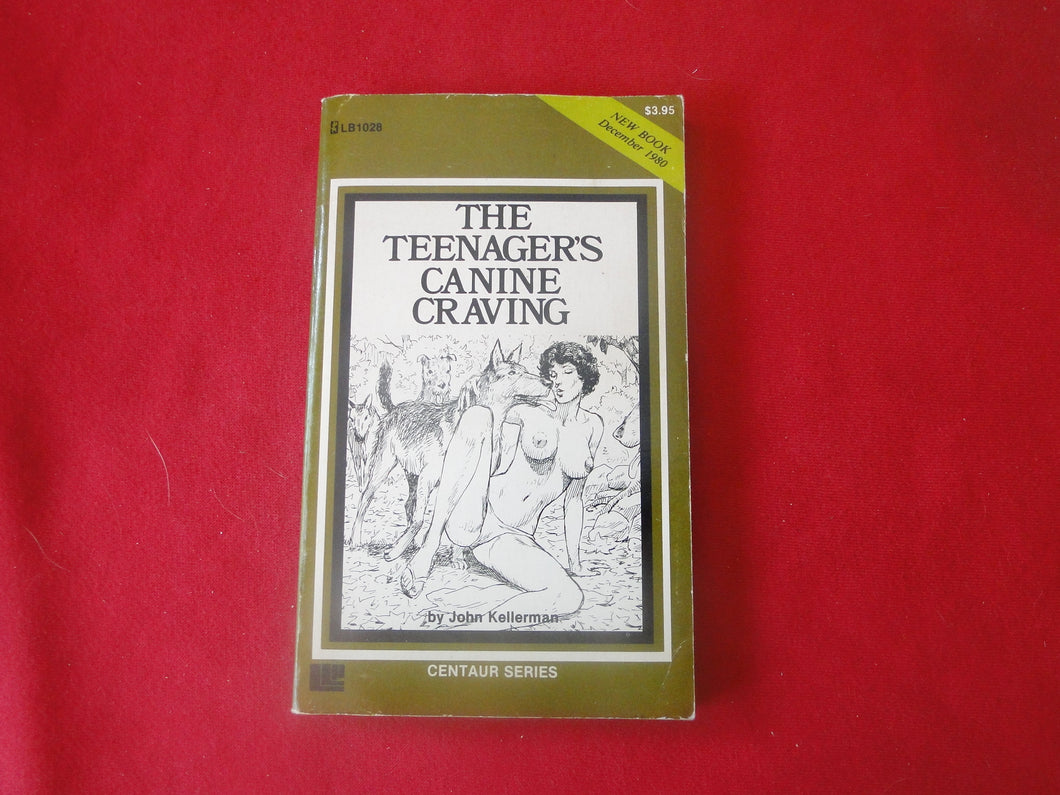 LB1028
$3.95
NEW BOOK
December 1980
THE
TEENAGER'S
CANINE
CRAVING
by John Kellerman
CENTAUR SERIES